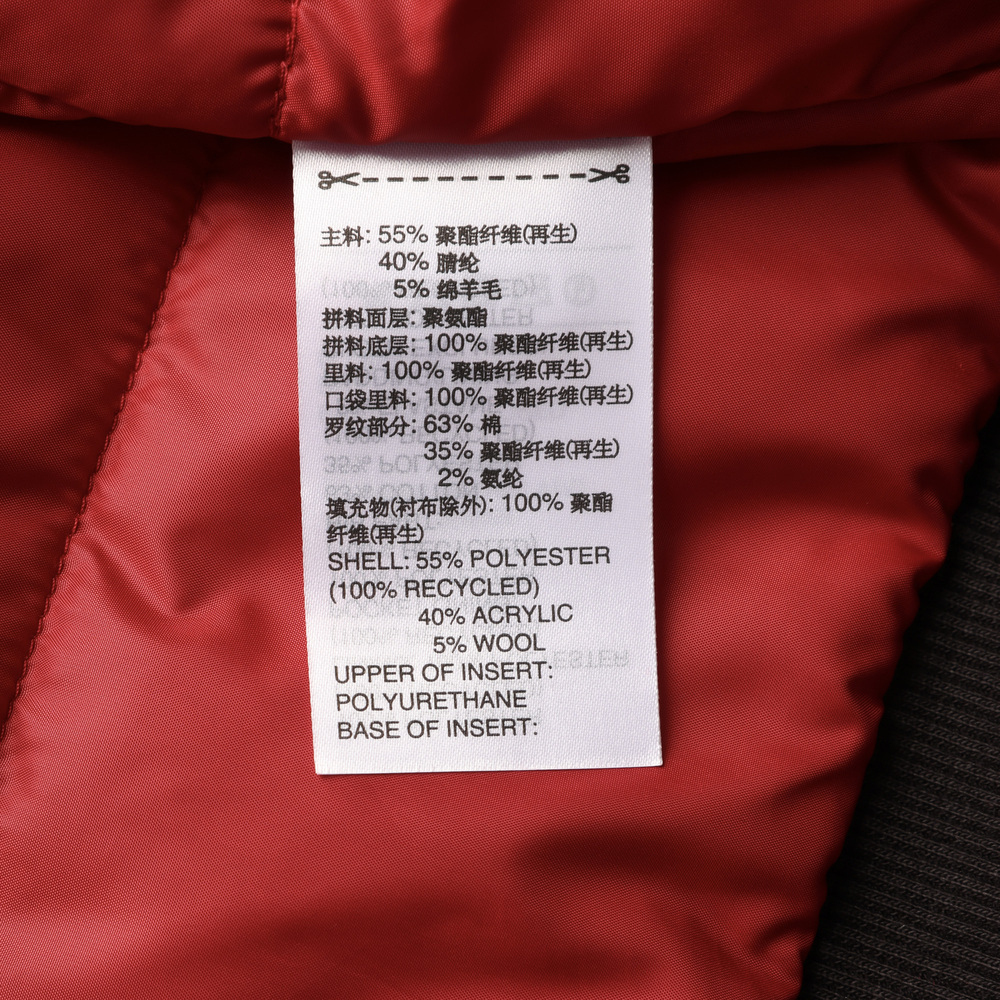 主料: 55% 聚酯纤维(再生)
40% 腈纶
5% 绵羊毛
拼料面层: 聚氨酯
拼料底层: 100% 聚酯纤维(再生)
里料: 100% 聚酯纤维(再生)
口袋里料: 100% 聚酯纤维(再生)
罗纹部分: 63% 棉
35% 聚酯纤维(再生)
2% 氨纶
填充物(衬布除外): 100% 聚酯
纤维(再生)
SHELL: 55% POLYESTER
(100% RECYCLED)
40% ACRYLIC
5% WOOL
UPPER OF INSERT:
POLYURETHANE
BASE OF INSERT: